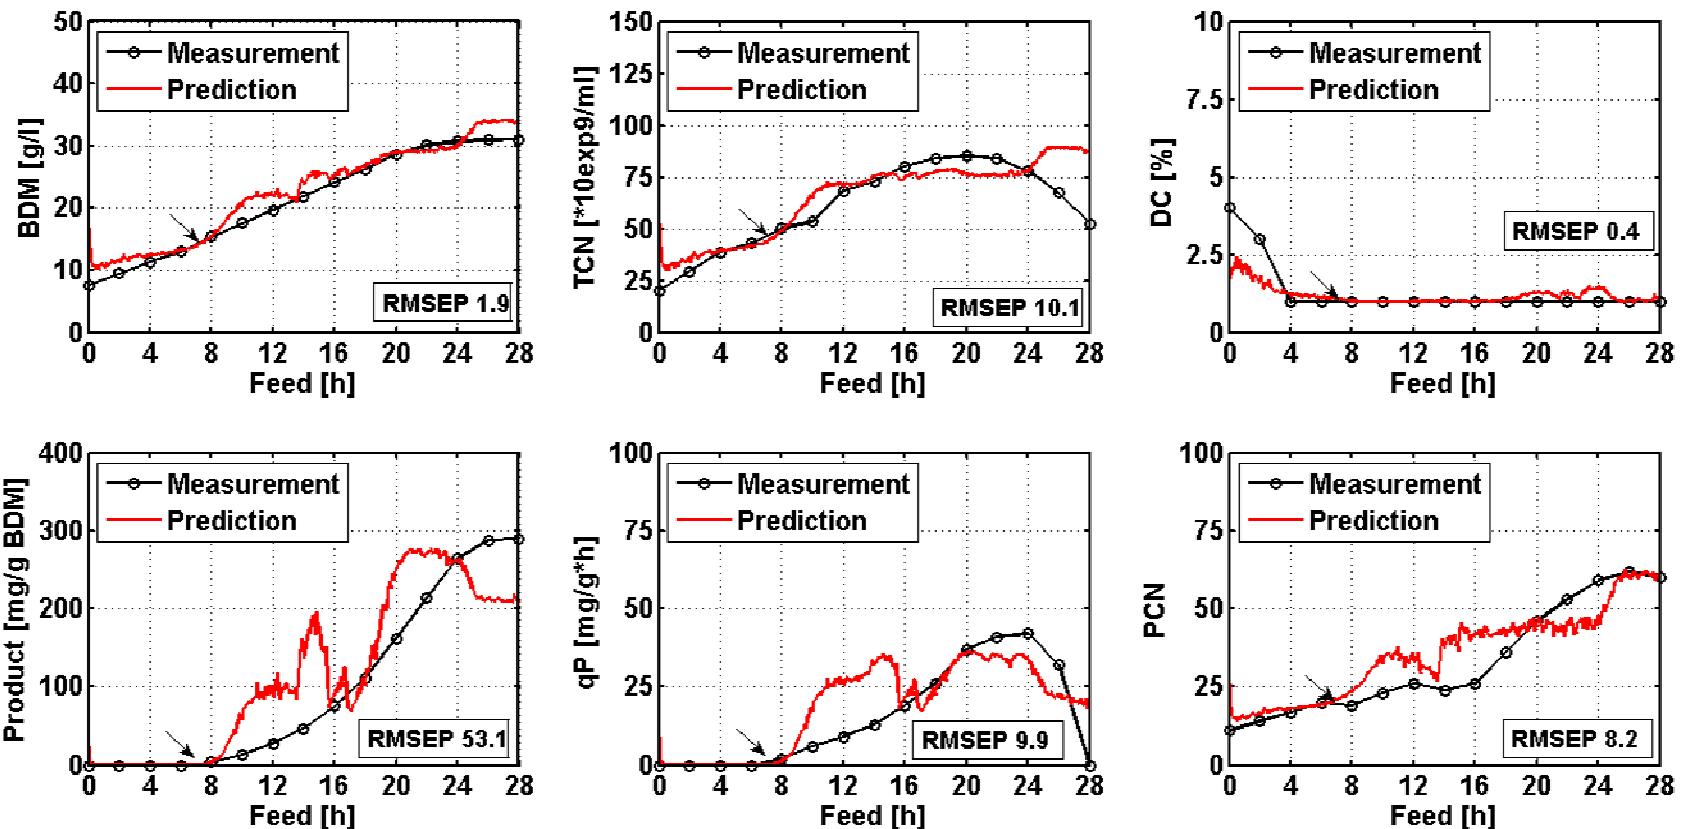 50
40
30
20
10
0
BDM [g/l]
Measurement
Prediction
RMSEP 1.9
0 4 8 12 16 20 24 28
Feed [h]
150
125
100
75
50
25
0
TCN [*10exp9/ml]
Measurement
Prediction
RMSEP 10.1
0 4 8 12 16 20 24 28
Feed [h]
10
7.5
5
2.5
0
DC [%]
Measurement
Prediction
RMSEP 0.4
0 4 8 12 16 20 24 28
Feed [h]
400
300
200
100
0
Product [mg/g BDM]
Measurement
Prediction
RMSEP 53.1
0 4 8 12 16 20 24 28
Feed [h]
100
75
50
25
0
qP [mg/g*h]
Measurement
Prediction
RMSEP 9.9
0 4 8 12 16 20 24 28
Feed [h]
100
75
50
25
0
PCN
Measurement
Prediction
RMSEP 8.2
0 4 8 12 16 20 24 28
Feed [h]